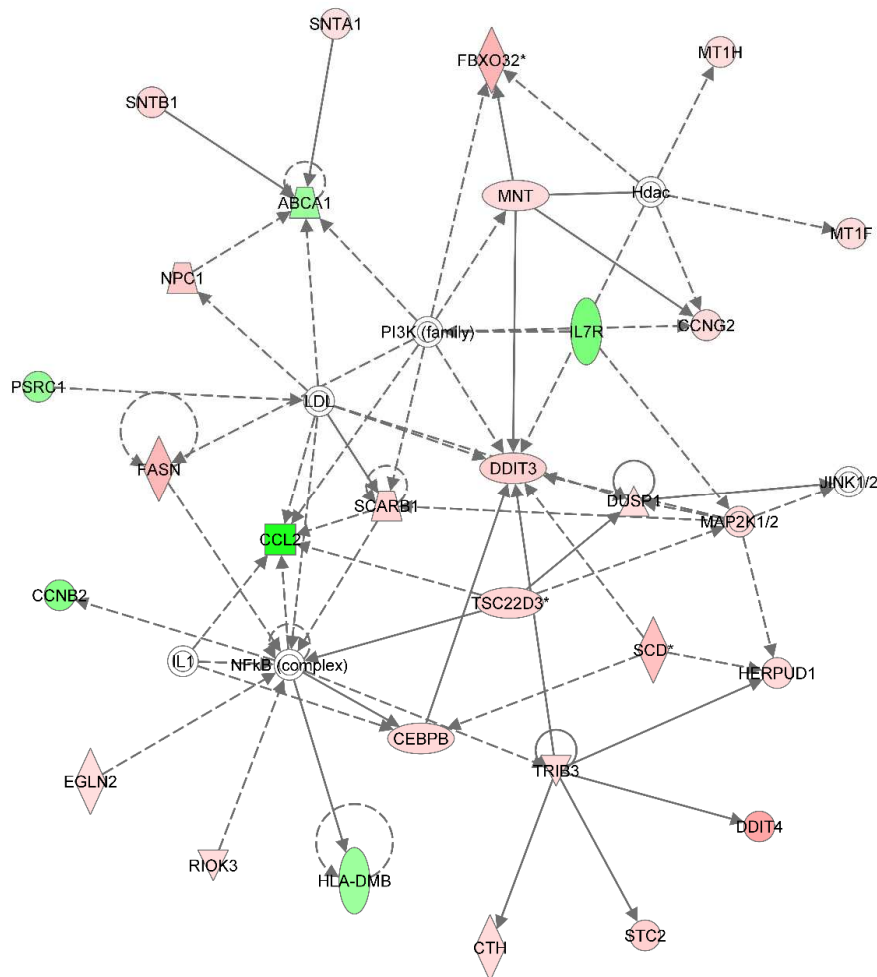 SNTA1
FBXO32*
MT1H
SNTB1
ABCA1
MNT
Hdac
MT1F
NPC1
PI3K (family)
IL7R
CCNG2
PSRC1
LDL
FASN
DDIT3
SCARB1
DUSP1
JINK1/2
MAP2K1/2
CCL2
CCNB2
TSC22D3*
IL1
NFkB (complex)
SCD*
HERPUD1
CEBPB
EGLN2
TRIB3
DDIT4
RIOK3
HLA-DMB
CTH
STC2